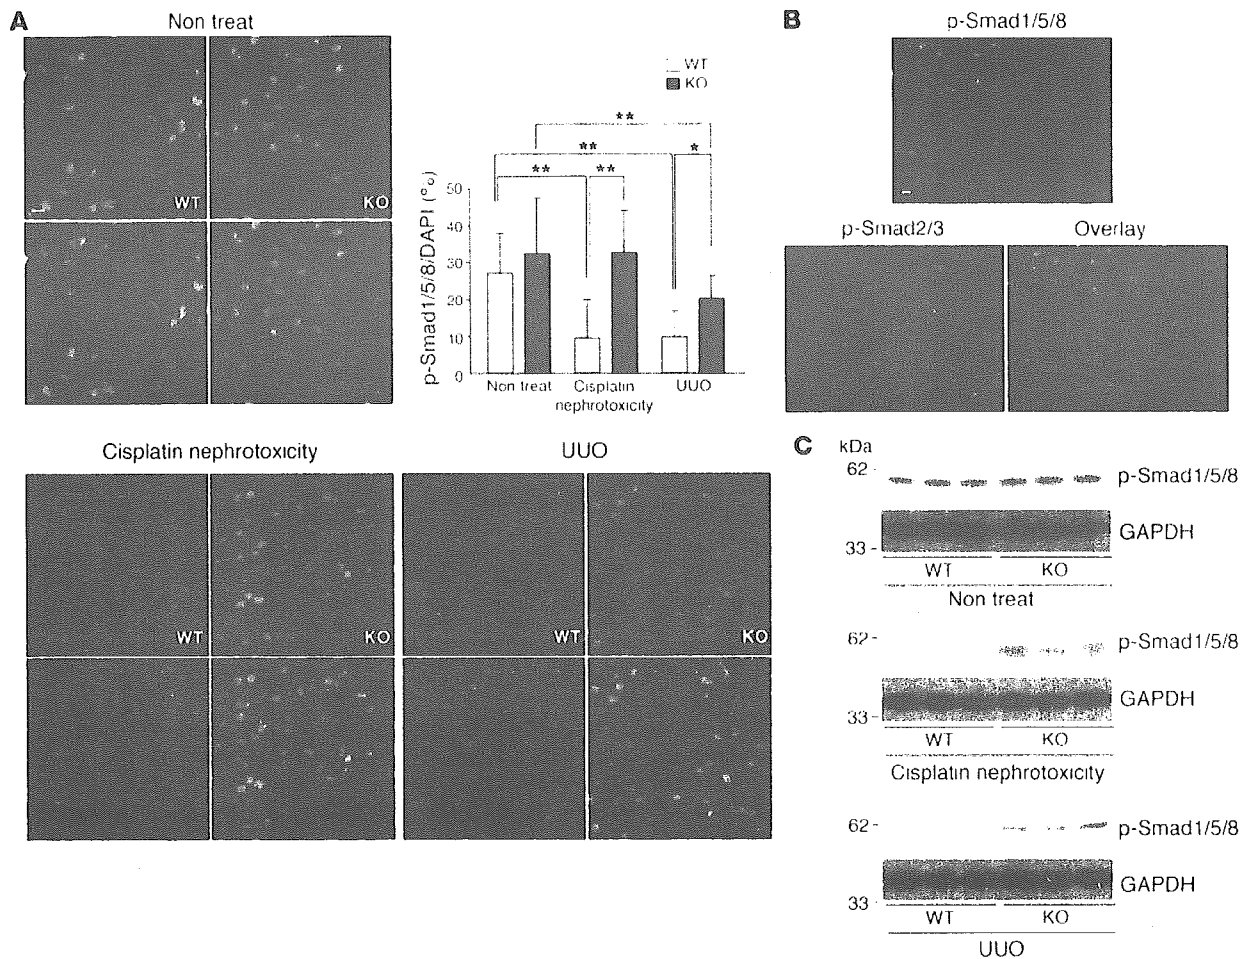 A
Non treat
WT
KO
WT
KO
**
**
*
**
**
p-Smad1/5/8/DAPI (%)
50
40
30
20
10
0
Non treat
Cisplatin
nephrotoxicity
UUO
B
p-Smad1/5/8
p-Smad2/3
Overlay
Cisplatin nephrotoxicity
UUO
WT
KO
WT
KO
C
kDa
62 -
p-Smad1/5/8
GAPDH
33 -
WT
KO
Non treat
62 -
p-Smad1/5/8
GAPDH
33 -
WT
KO
Cisplatin nephrotoxicity
62 -
p-Smad1/5/8
GAPDH
33 -
WT
KO
UUO